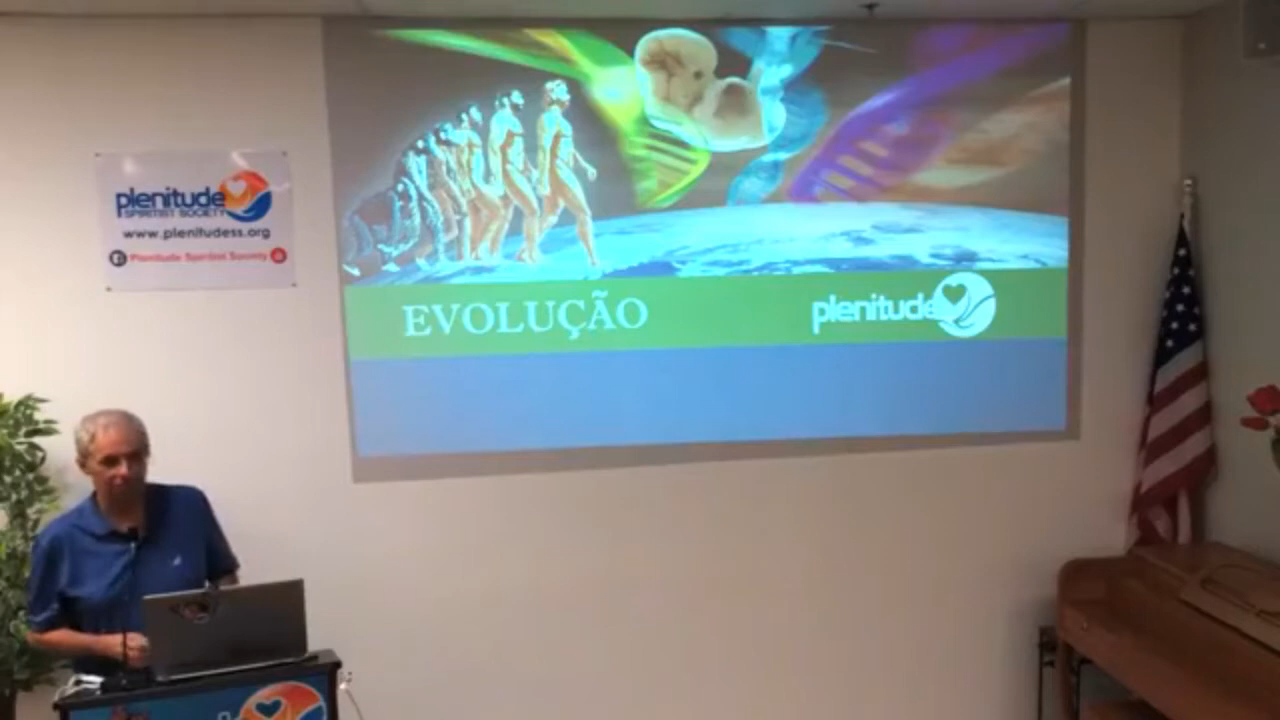 plenitude
SPIRITIST SOCIETY
www.plenitudess.org
Plenitude Spiritist Society
EVOLUÇÃO
plenitude